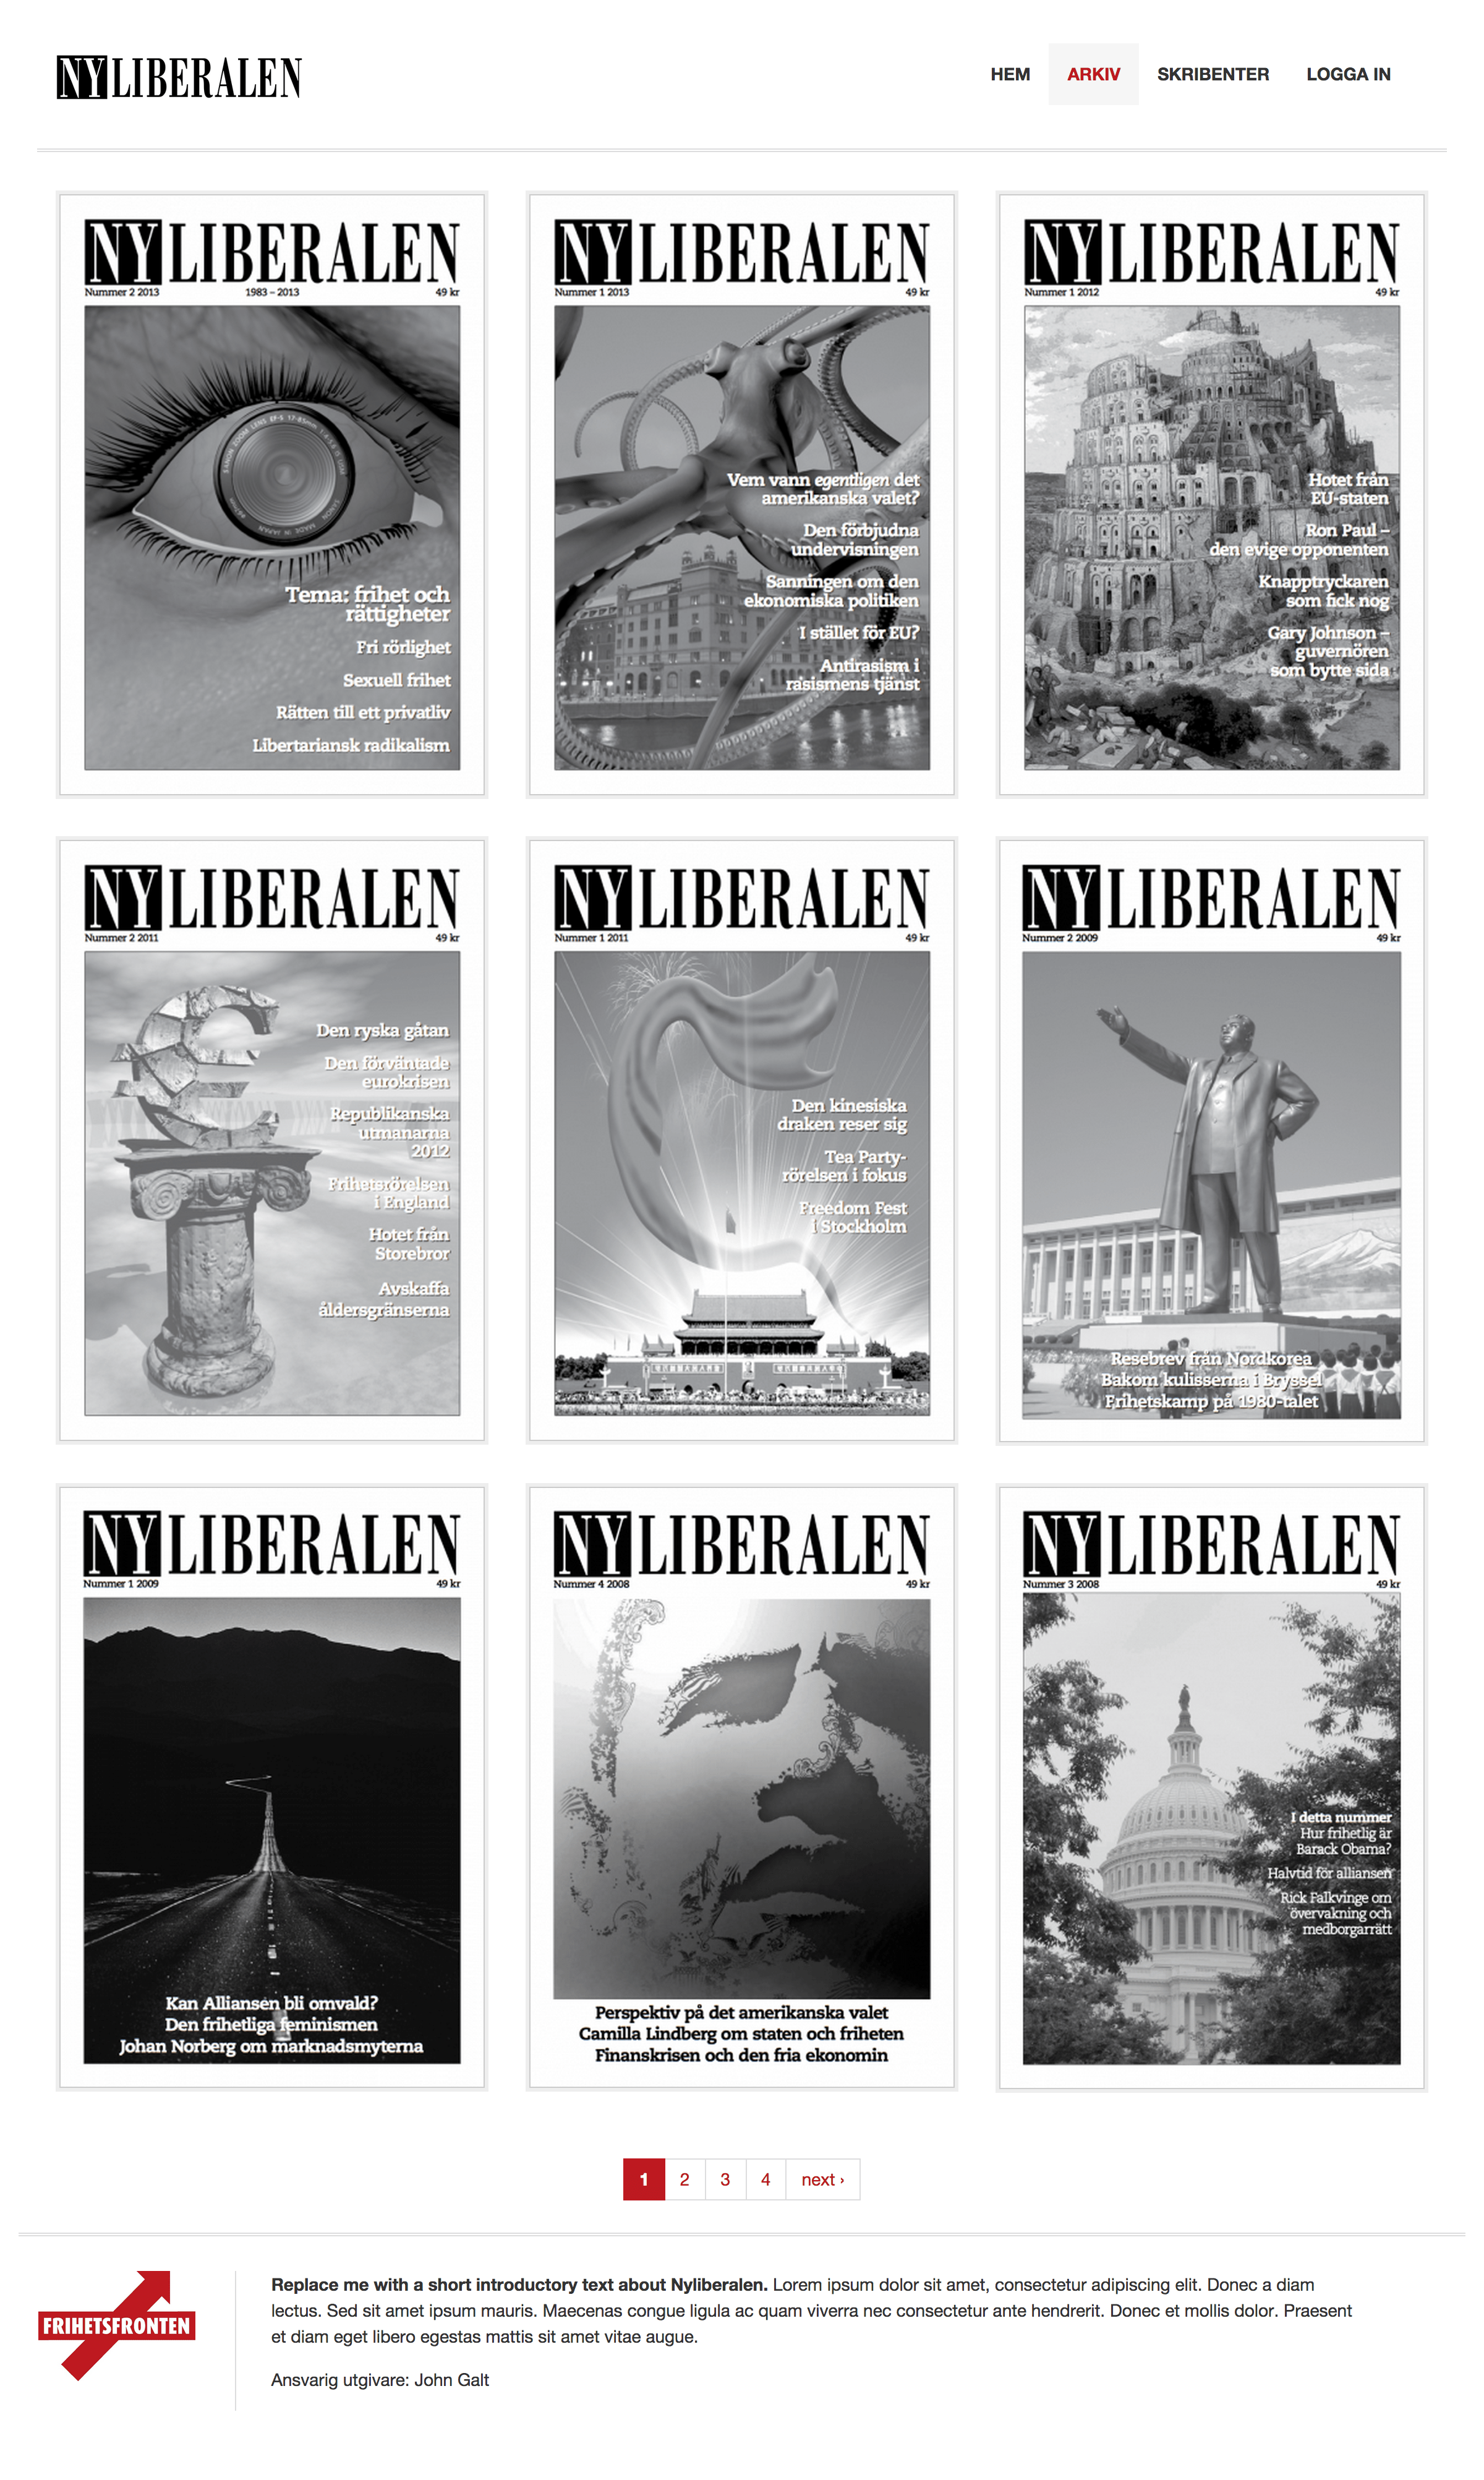 NYLIBERALEN
HEM ARKIV SKRIBENTER LOGGA IN
NYLIBERALEN
Nummer 2 2013 1983 – 2013 49 kr
CANON ZOOM LENS EF-S 17-85mm
CANON MADE IN JAPAN
Tema: frihet och
rättigheter
Fri rörlighet
Sexuell frihet
Rätten till ett privatliv
Libertariansk radikalism
NYLIBERALEN
Nummer 1 2013 49 kr
Vem vann egentligen det
amerikanska valet?
Den förbjudna
undervisningen
Sanningen om den
ekonomiska politiken
I stället för EU?
Antirasism i
rasismens tjänst
NYLIBERALEN
Nummer 1 2012 49 kr
Hotet från
EU-staten
Ron Paul –
den evige opponenten
Knapptryckaren
som fick nog
Gary Johnson –
guvernören
som bytte sida
NYLIBERALEN
Nummer 2 2011 49 kr
Den ryska gåtan
Den förväntade
eurokrisen
Republikanska
utmanarna
2012
Frihetsrörelsen
i England
Hotet från
Storebror
Avskaffa
åldersgränserna
NYLIBERALEN
Nummer 1 2011 49 kr
Den kinesiska
draken reser sig
Tea Party-
rörelsen i fokus
Freedom Fest
i Stockholm
NYLIBERALEN
Nummer 2 2009 49 kr
Resebrev från Nordkorea
Bakom kulisserna i Bryssel
Frihetskamp på 1980-talet
NYLIBERALEN
Nummer 1 2009 49 kr
Kan Alliansen bli omvald?
Den frihetliga feminismen
Johan Norberg om marknadsmyterna
NYLIBERALEN
Nummer 4 2008 49 kr
Perspektiv på det amerikanska valet
Camilla Lindberg om staten och friheten
Finanskrisen och den fria ekonomin
NYLIBERALEN
Nummer 3 2008 49 kr
I detta nummer
Hur frihetlig är
Barack Obama?
Halvtid för alliansen
Rick Falkvinge om
övervakning och
medborgarrätt
1 2 3 4 next ›
FRIHETSFRONTEN
Replace me with a short introductory text about Nyliberalen. Lorem ipsum dolor sit amet, consectetur adipiscing elit. Donec a diam
lectus. Sed sit amet ipsum mauris. Maecenas congue ligula ac quam viverra nec consectetur ante hendrerit. Donec et mollis dolor. Praesent
et diam eget libero egestas mattis sit amet vitae augue.
Ansvarig utgivare: John Galt